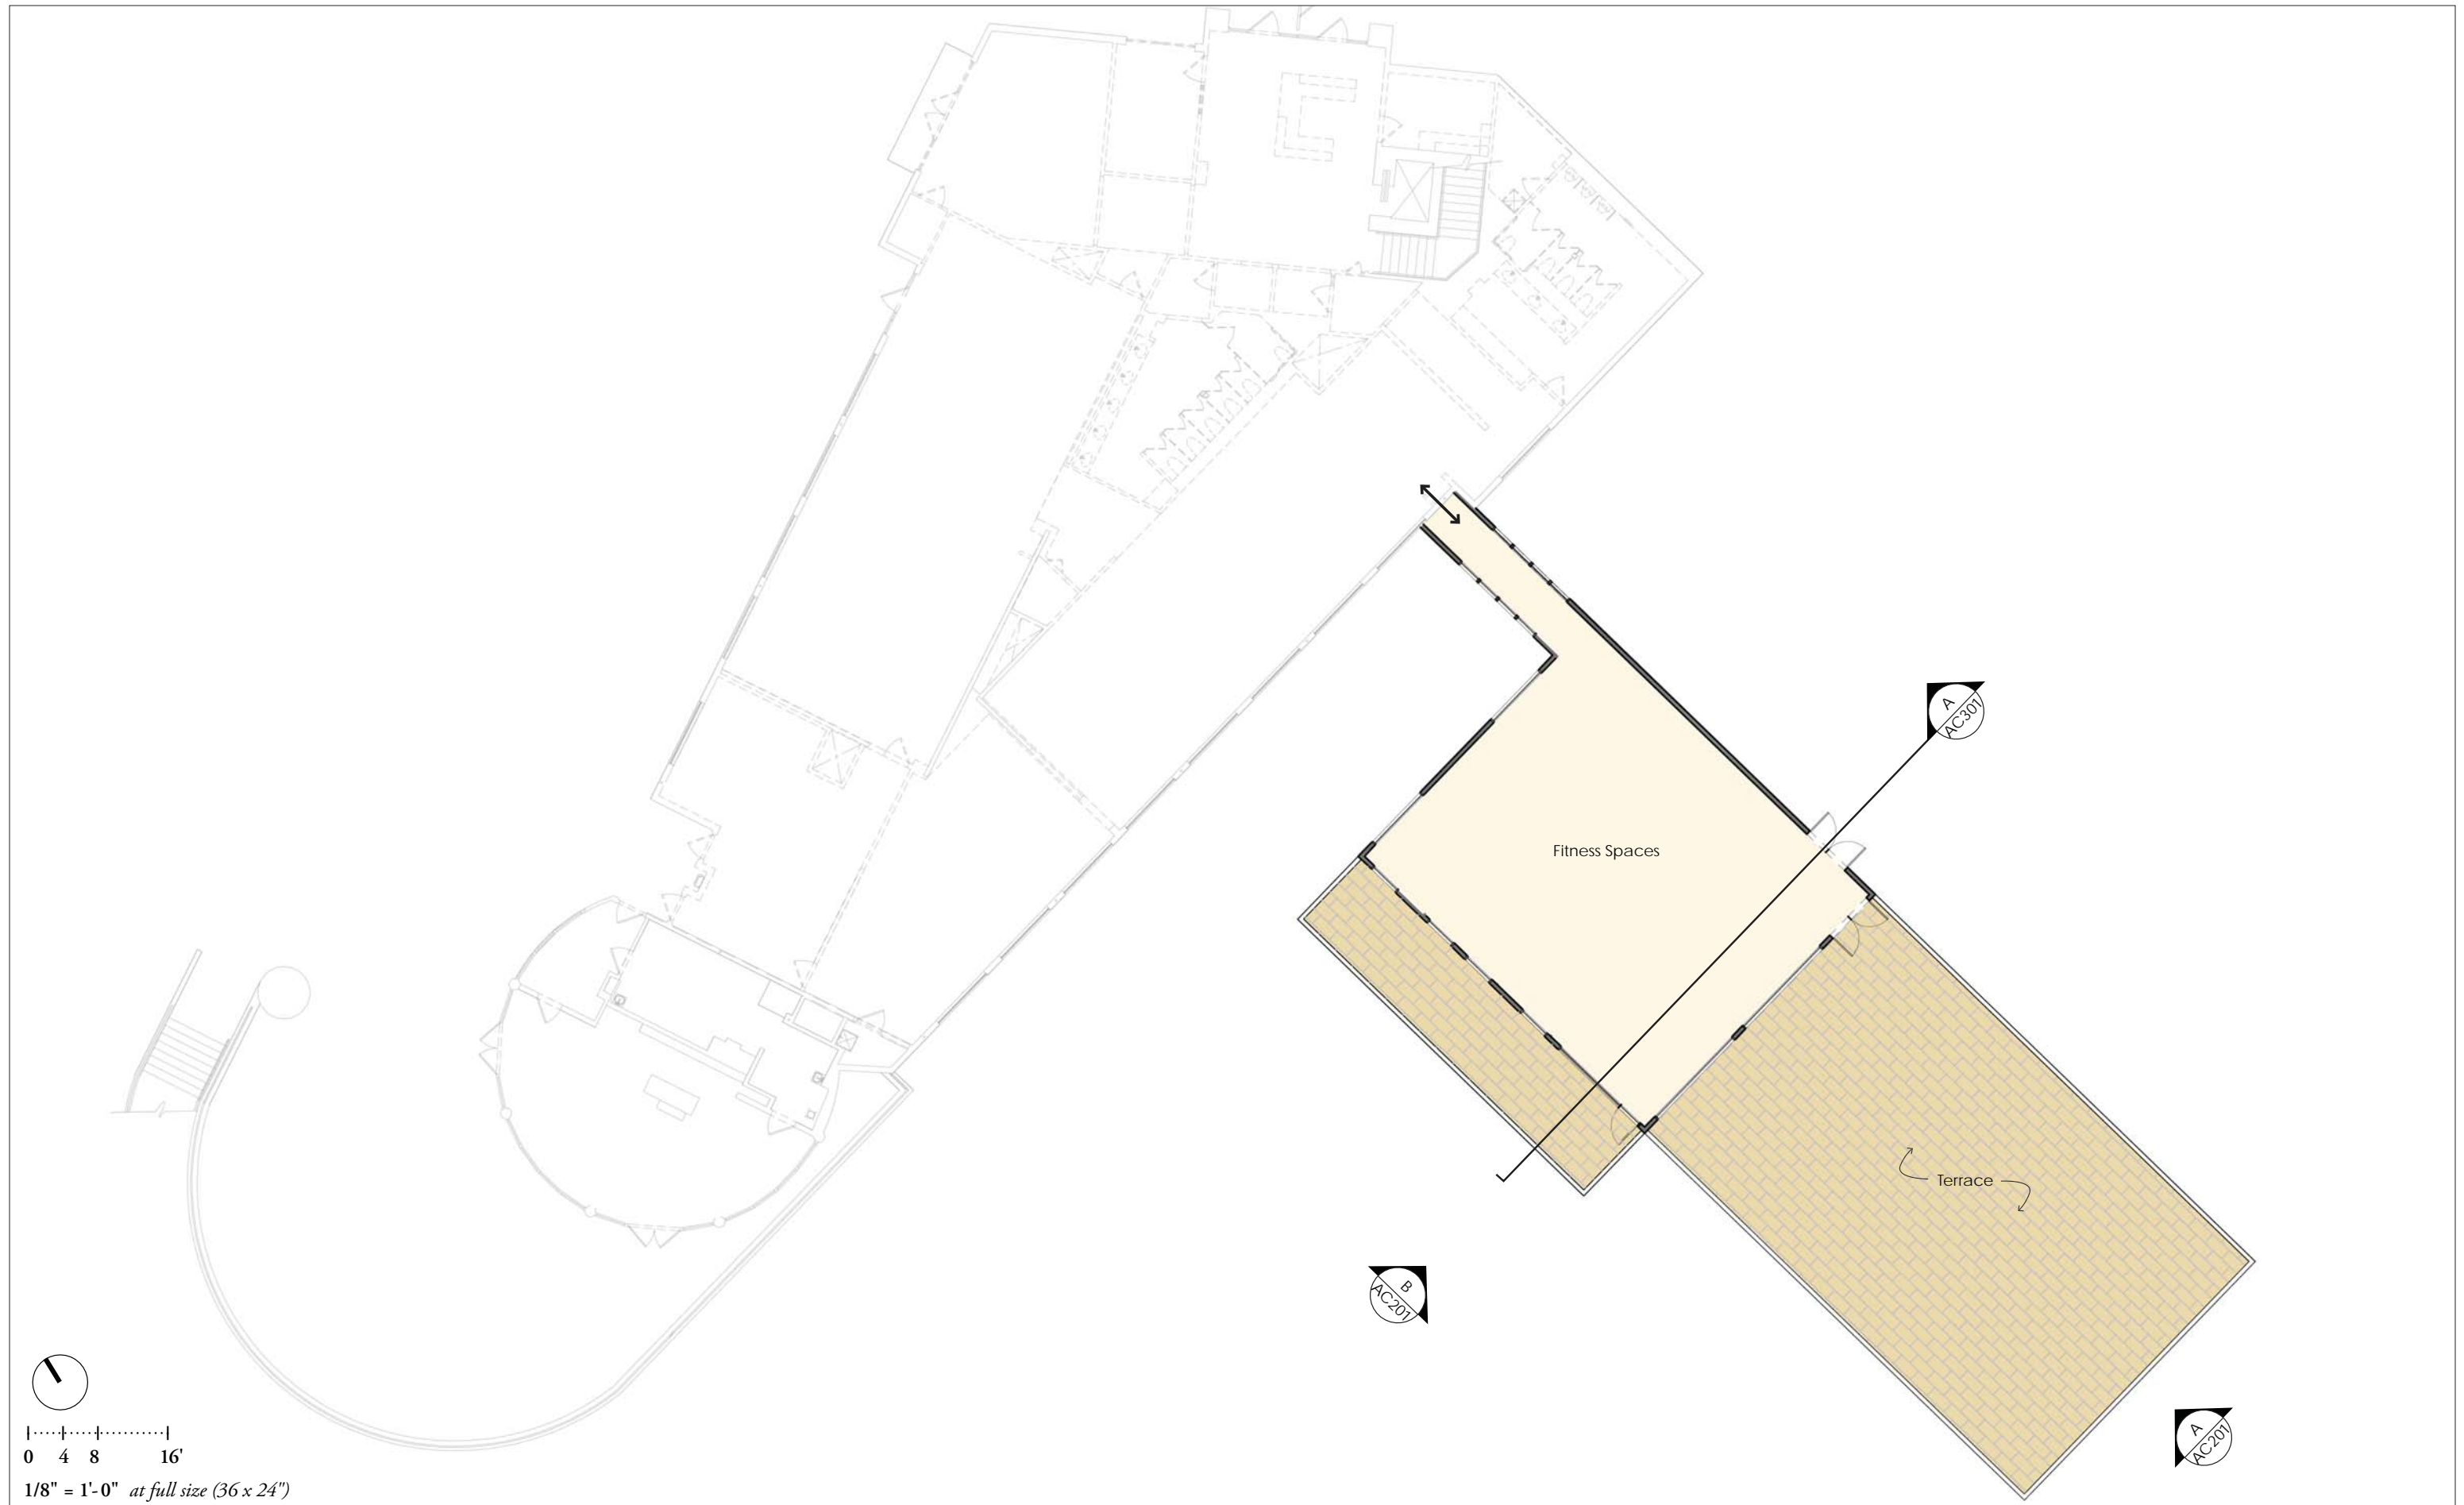 A
AC301
Fitness Spaces
Terrace
B
AC201
A
AC201
0 4 8 16'
1/8" = 1'-0" at full size (36 x 24")